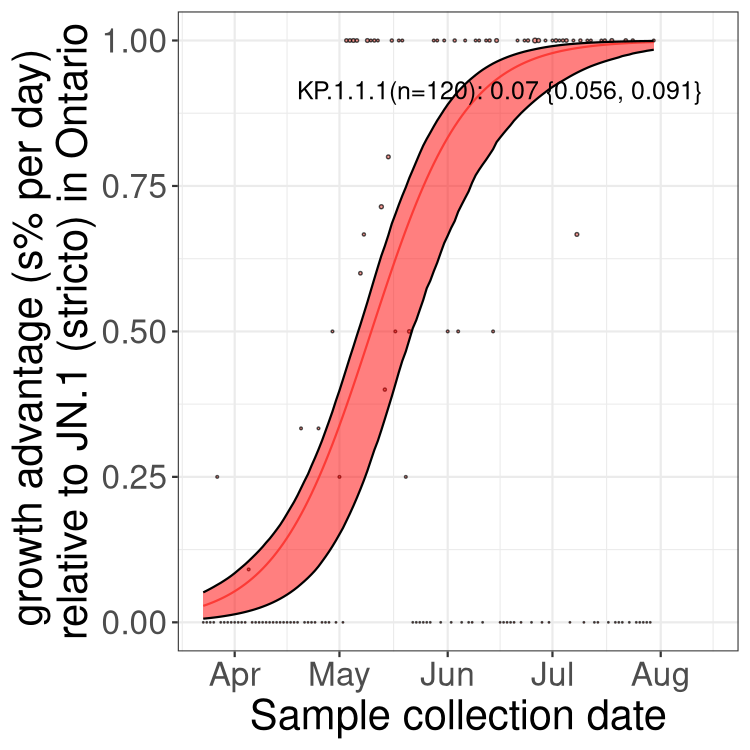 growth advantage (s% per day)
relative to JN.1 (stricto) in Ontario
1.00
0.75
0.50
0.25
0.00
KP.1.1.1(n=120): 0.07 {0.056, 0.091}
Apr May Jun Jul Aug
Sample collection date